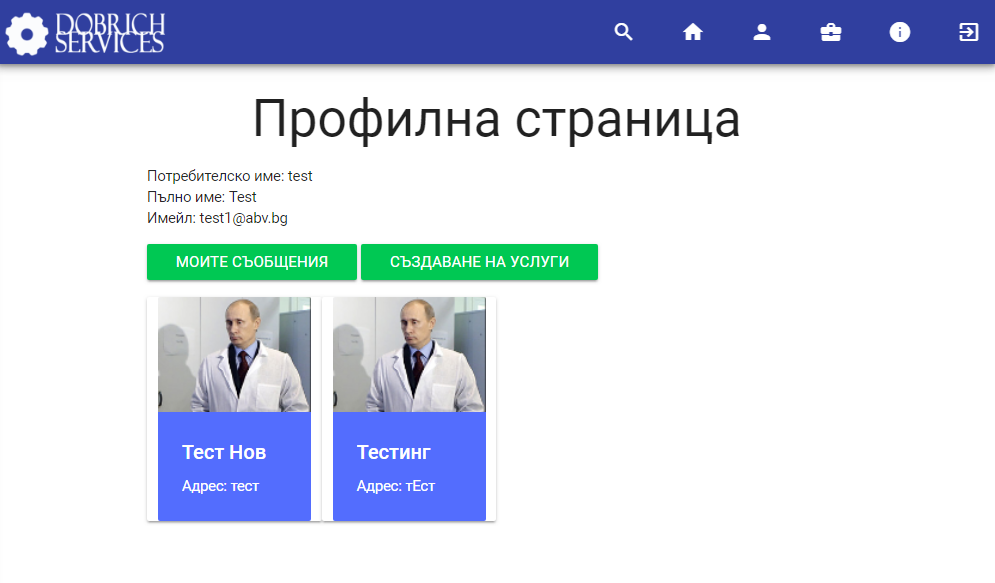 DOBRICH
SERVICES
Профилна страница
Потребителско име: test
Пълно име: Test
Имейл: test1@abv.bg
МОИТЕ СЪОБЩЕНИЯ
СЪЗДАВАНЕ НА УСЛУГИ
Тест Нов
Адрес: тест
Тестинг
Адрес: тЕст